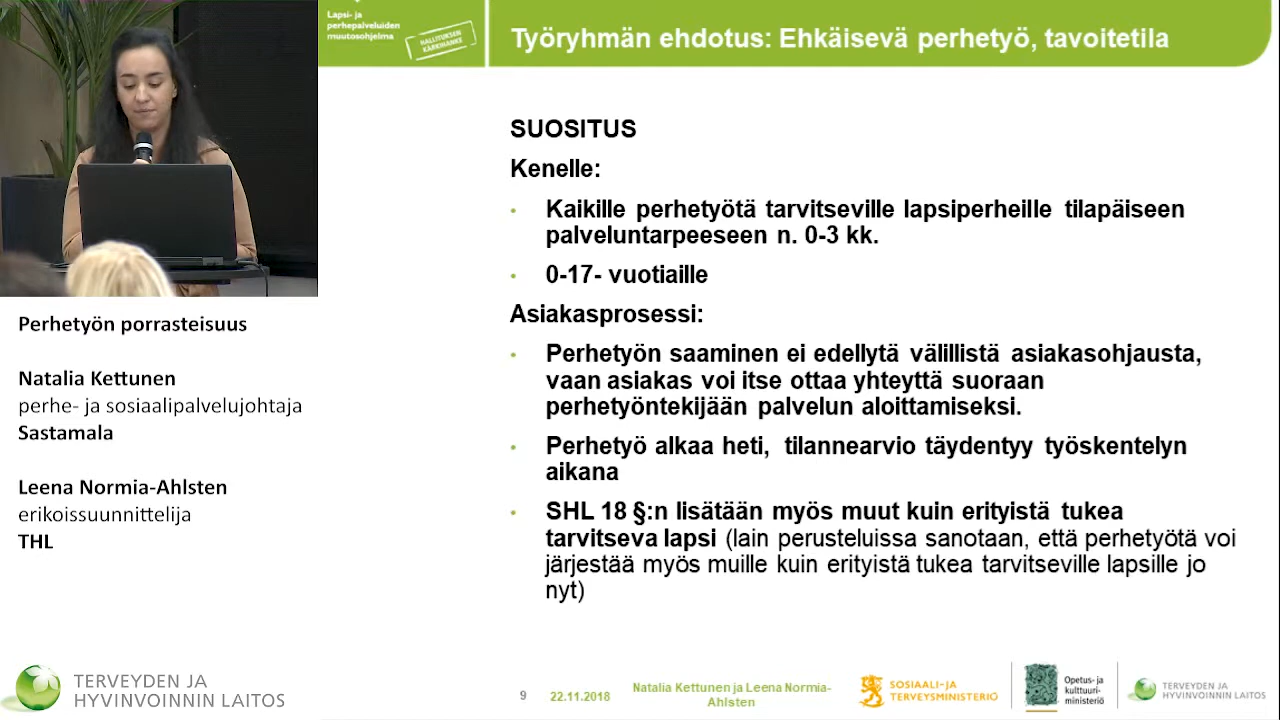 Lapsi- ja
perhepalveluiden
muutosohjelma
HALLITUKSEN
KÄRKIHANKE
Työryhmän ehdotus: Ehkäisevä perhetyö, tavoitetila
SUOSITUS
Kenelle:
• Kaikille perhetyötä tarvitseville lapsiperheille tilapäiseen
palveluntarpeeseen n. 0-3 kk.
• 0-17- vuotiaille
Asiakasprosessi:
• Perhetyön saaminen ei edellytä välillistä asiakasohjausta,
vaan asiakas voi itse ottaa yhteyttä suoraan
perhetyöntekijään palvelun aloittamiseksi.
• Perhetyö alkaa heti, tilannearvio täydentyy työskentelyn
aikana
• SHL 18 §:n lisätään myös muut kuin erityistä tukea
tarvitseva lapsi (lain perusteluissa sanotaan, että perhetyötä voi
järjestää myös muille kuin erityistä tukea tarvitseville lapsille jo
nyt)
Perhetyön porrasteisuus
Natalia Kettunen
perhe- ja sosiaalipalvelujohtaja
Sastamala
Leena Normia-Ahlsten
erikoissuunnittelija
THL
TERVEYDEN JA
HYVINVOINNIN LAITOS
9
22.11.2018
Natalia Kettunen ja Leena Normia-
Ahlsten
SOSIAALI- JA
TERVEYSMINISTERIÖ
Opetus- ja
kulttuuri-
ministeriö
TERVEYDEN JA
HYVINVOINNIN LAITOS